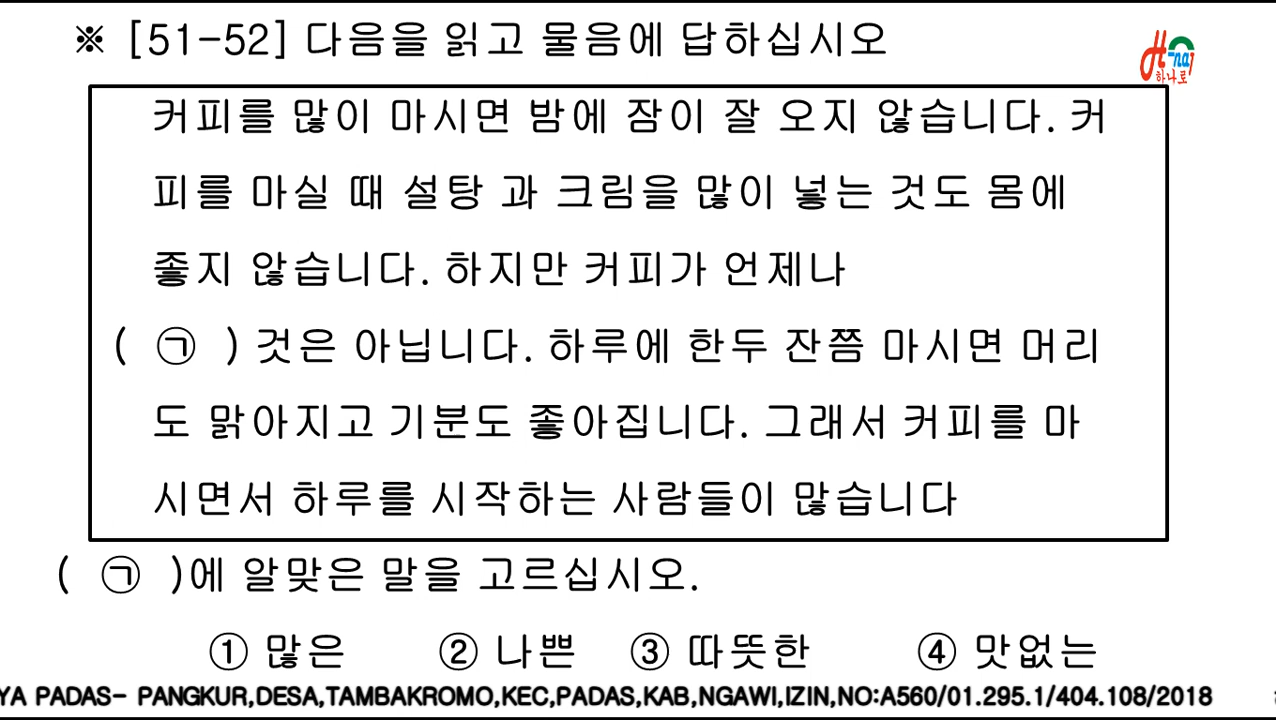 ※ [51-52] 다음을 읽고 물음에 답하십시오
H-na
하나로
커피를 많이 마시면 밤에 잠이 잘 오지 않습니다. 커
피를 마실 때 설탕 과 크림을 많이 넣는 것도 몸에
좋지 않습니다. 하지만 커피가 언제나
( ㉠ ) 것은 아닙니다. 하루에 한두 잔쯤 마시면 머리
도 맑아지고 기분도 좋아집니다. 그래서 커피를 마
시면서 하루를 시작하는 사람들이 많습니다
( ㉠ )에 알맞은 말을 고르십시오.
① 많은 ② 나쁜 ③ 따뜻한 ④ 맛없는
YA PADAS- PANGKUR,DESA,TAMBAKROMO,KEC,PADAS,KAB,NGAWI,IZIN,NO:A560/01.295.1/404.108/2018